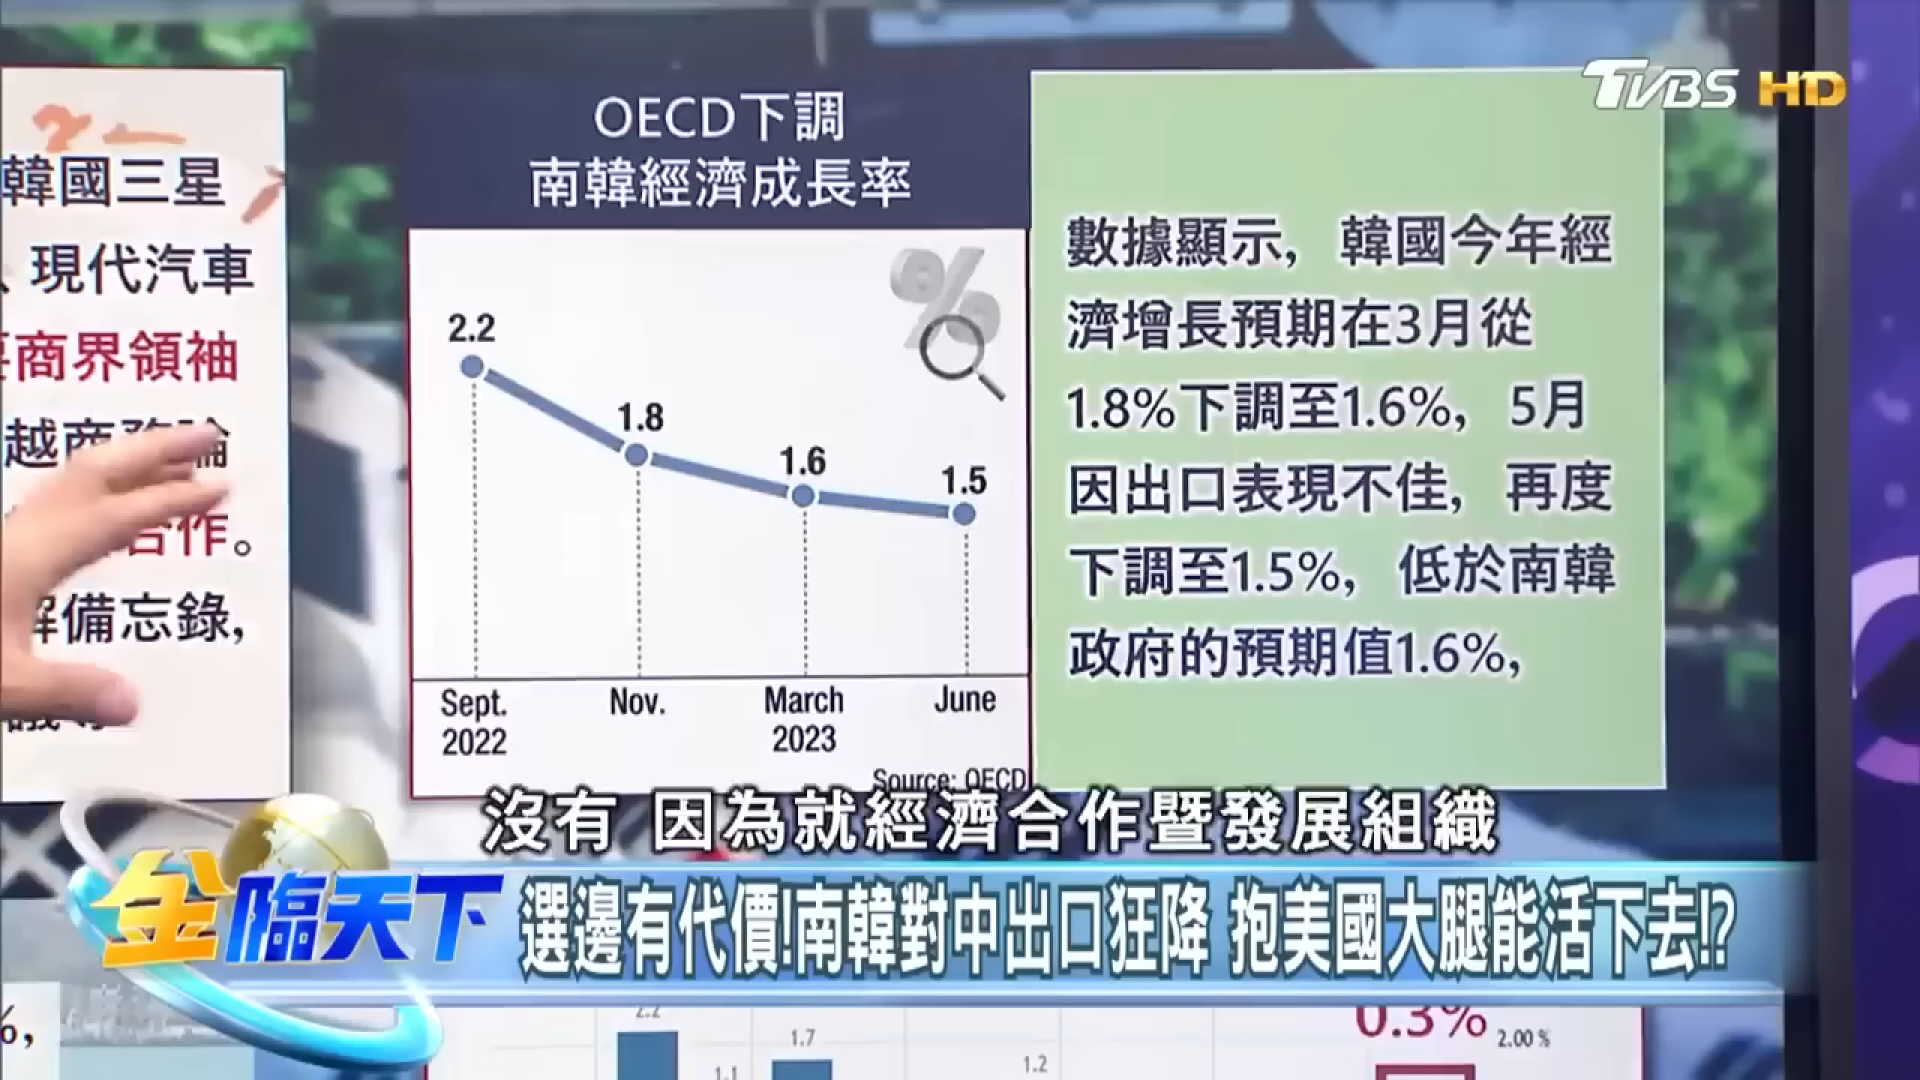 TVBS HD
韓國三星
、現代汽車
商界領袖
越商務論
合作。
解備忘錄,
OECD下調
南韓經濟成長率
2.2
1.8
1.6
1.5
Sept.
2022
Nov.
March
2023
June
Source: OECD
數據顯示,韓國今年經
濟增長預期在3月從
1.8%下調至1.6%,5月
因出口表現不佳,再度
下調至1.5%,低於南韓
政府的預期值1.6%,
沒有 因為就經濟合作暨發展組織
金臨天下
選邊有代價!南韓對中出口狂降 抱美國大腿能活下去!?
%,
2.2
1.1
1.7
1.2
0.3%
2.00%